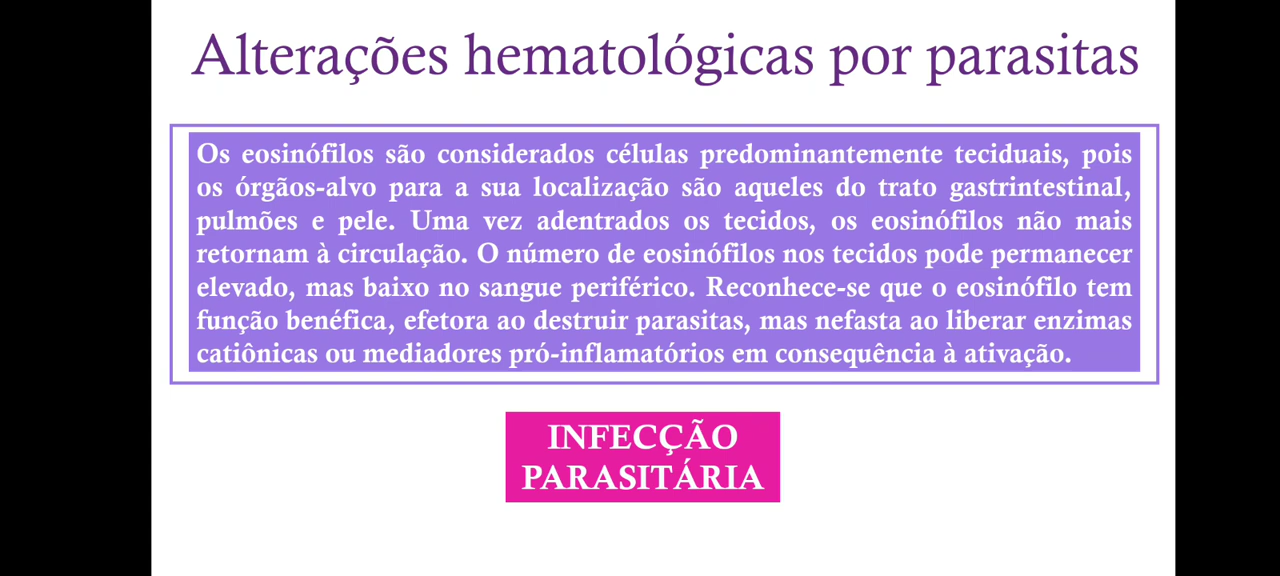 Alterações hematológicas por parasitas
Os eosinófilos são considerados células predominantemente teciduais, pois
os órgãos-alvo para a sua localização são aqueles do trato gastrintestinal,
pulmões e pele. Uma vez adentrados os tecidos, os eosinófilos não mais
retornam à circulação. O número de eosinófilos nos tecidos pode permanecer
elevado, mas baixo no sangue periférico. Reconhece-se que o eosinófilo tem
função benéfica, efetora ao destruir parasitas, mas nefasta ao liberar enzimas
catiônicas ou mediadores pró-inflamatórios em consequência à ativação.
INFECÇÃO
PARASITÁRIA